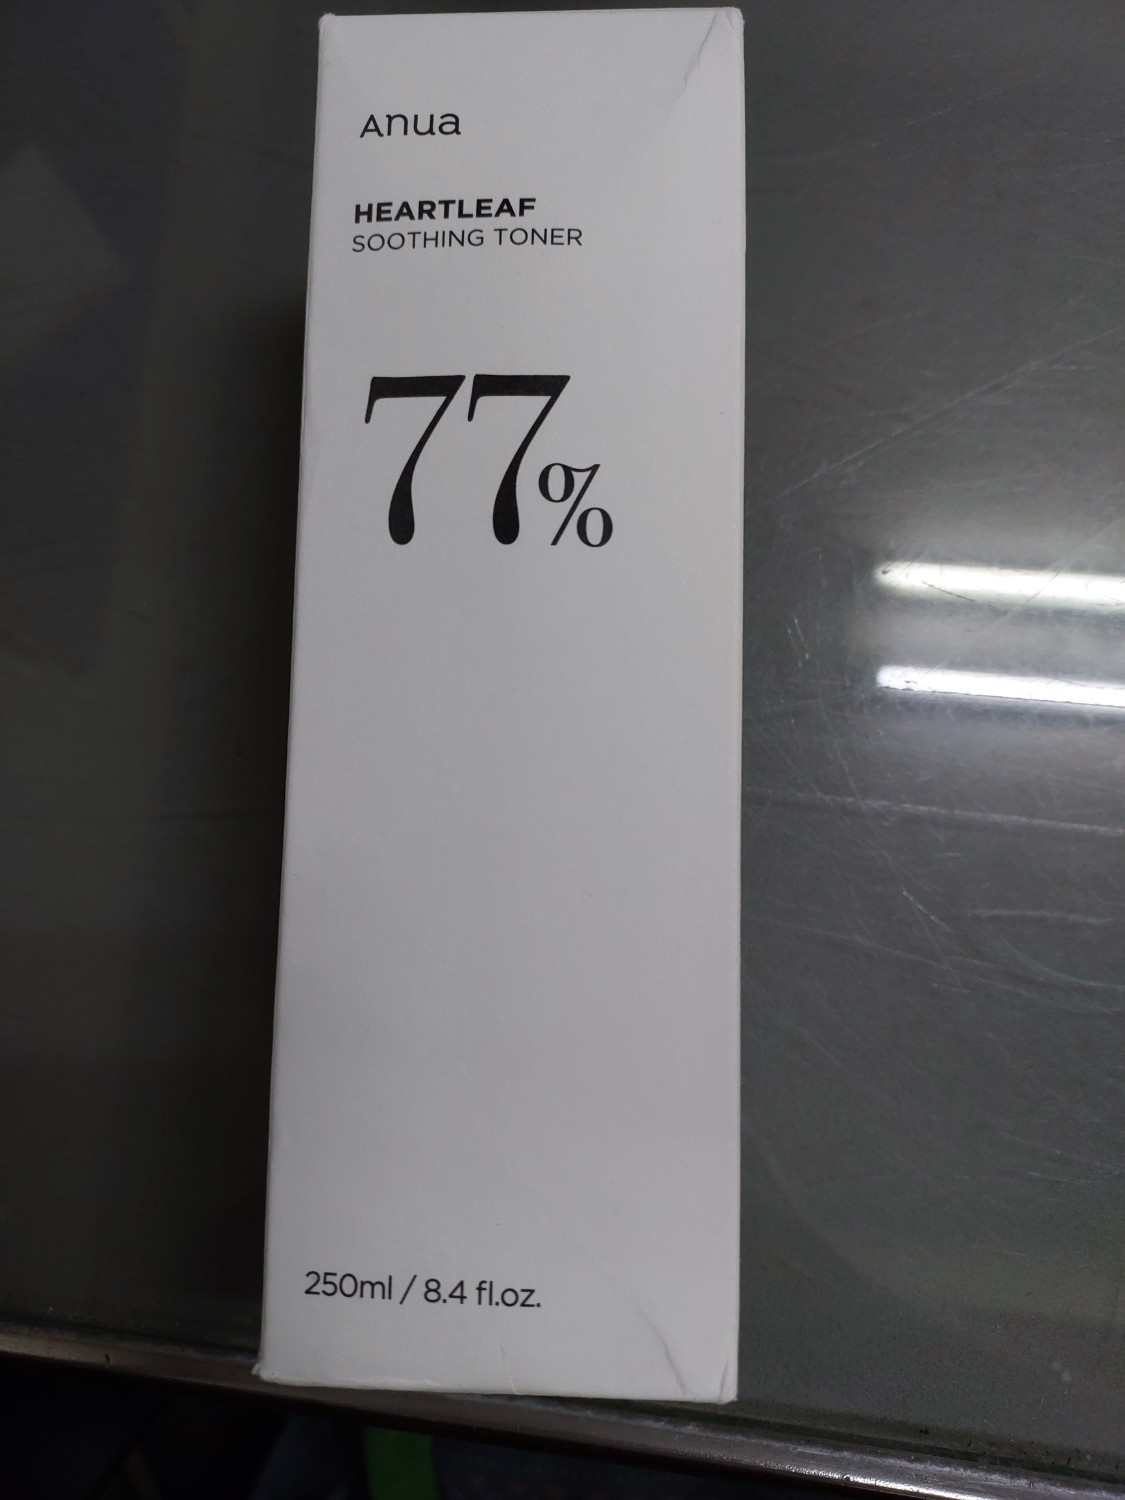 Anua
HEARTLEAF
SOOTHING TONER
77%
250ml / 8.4 fl.oz.